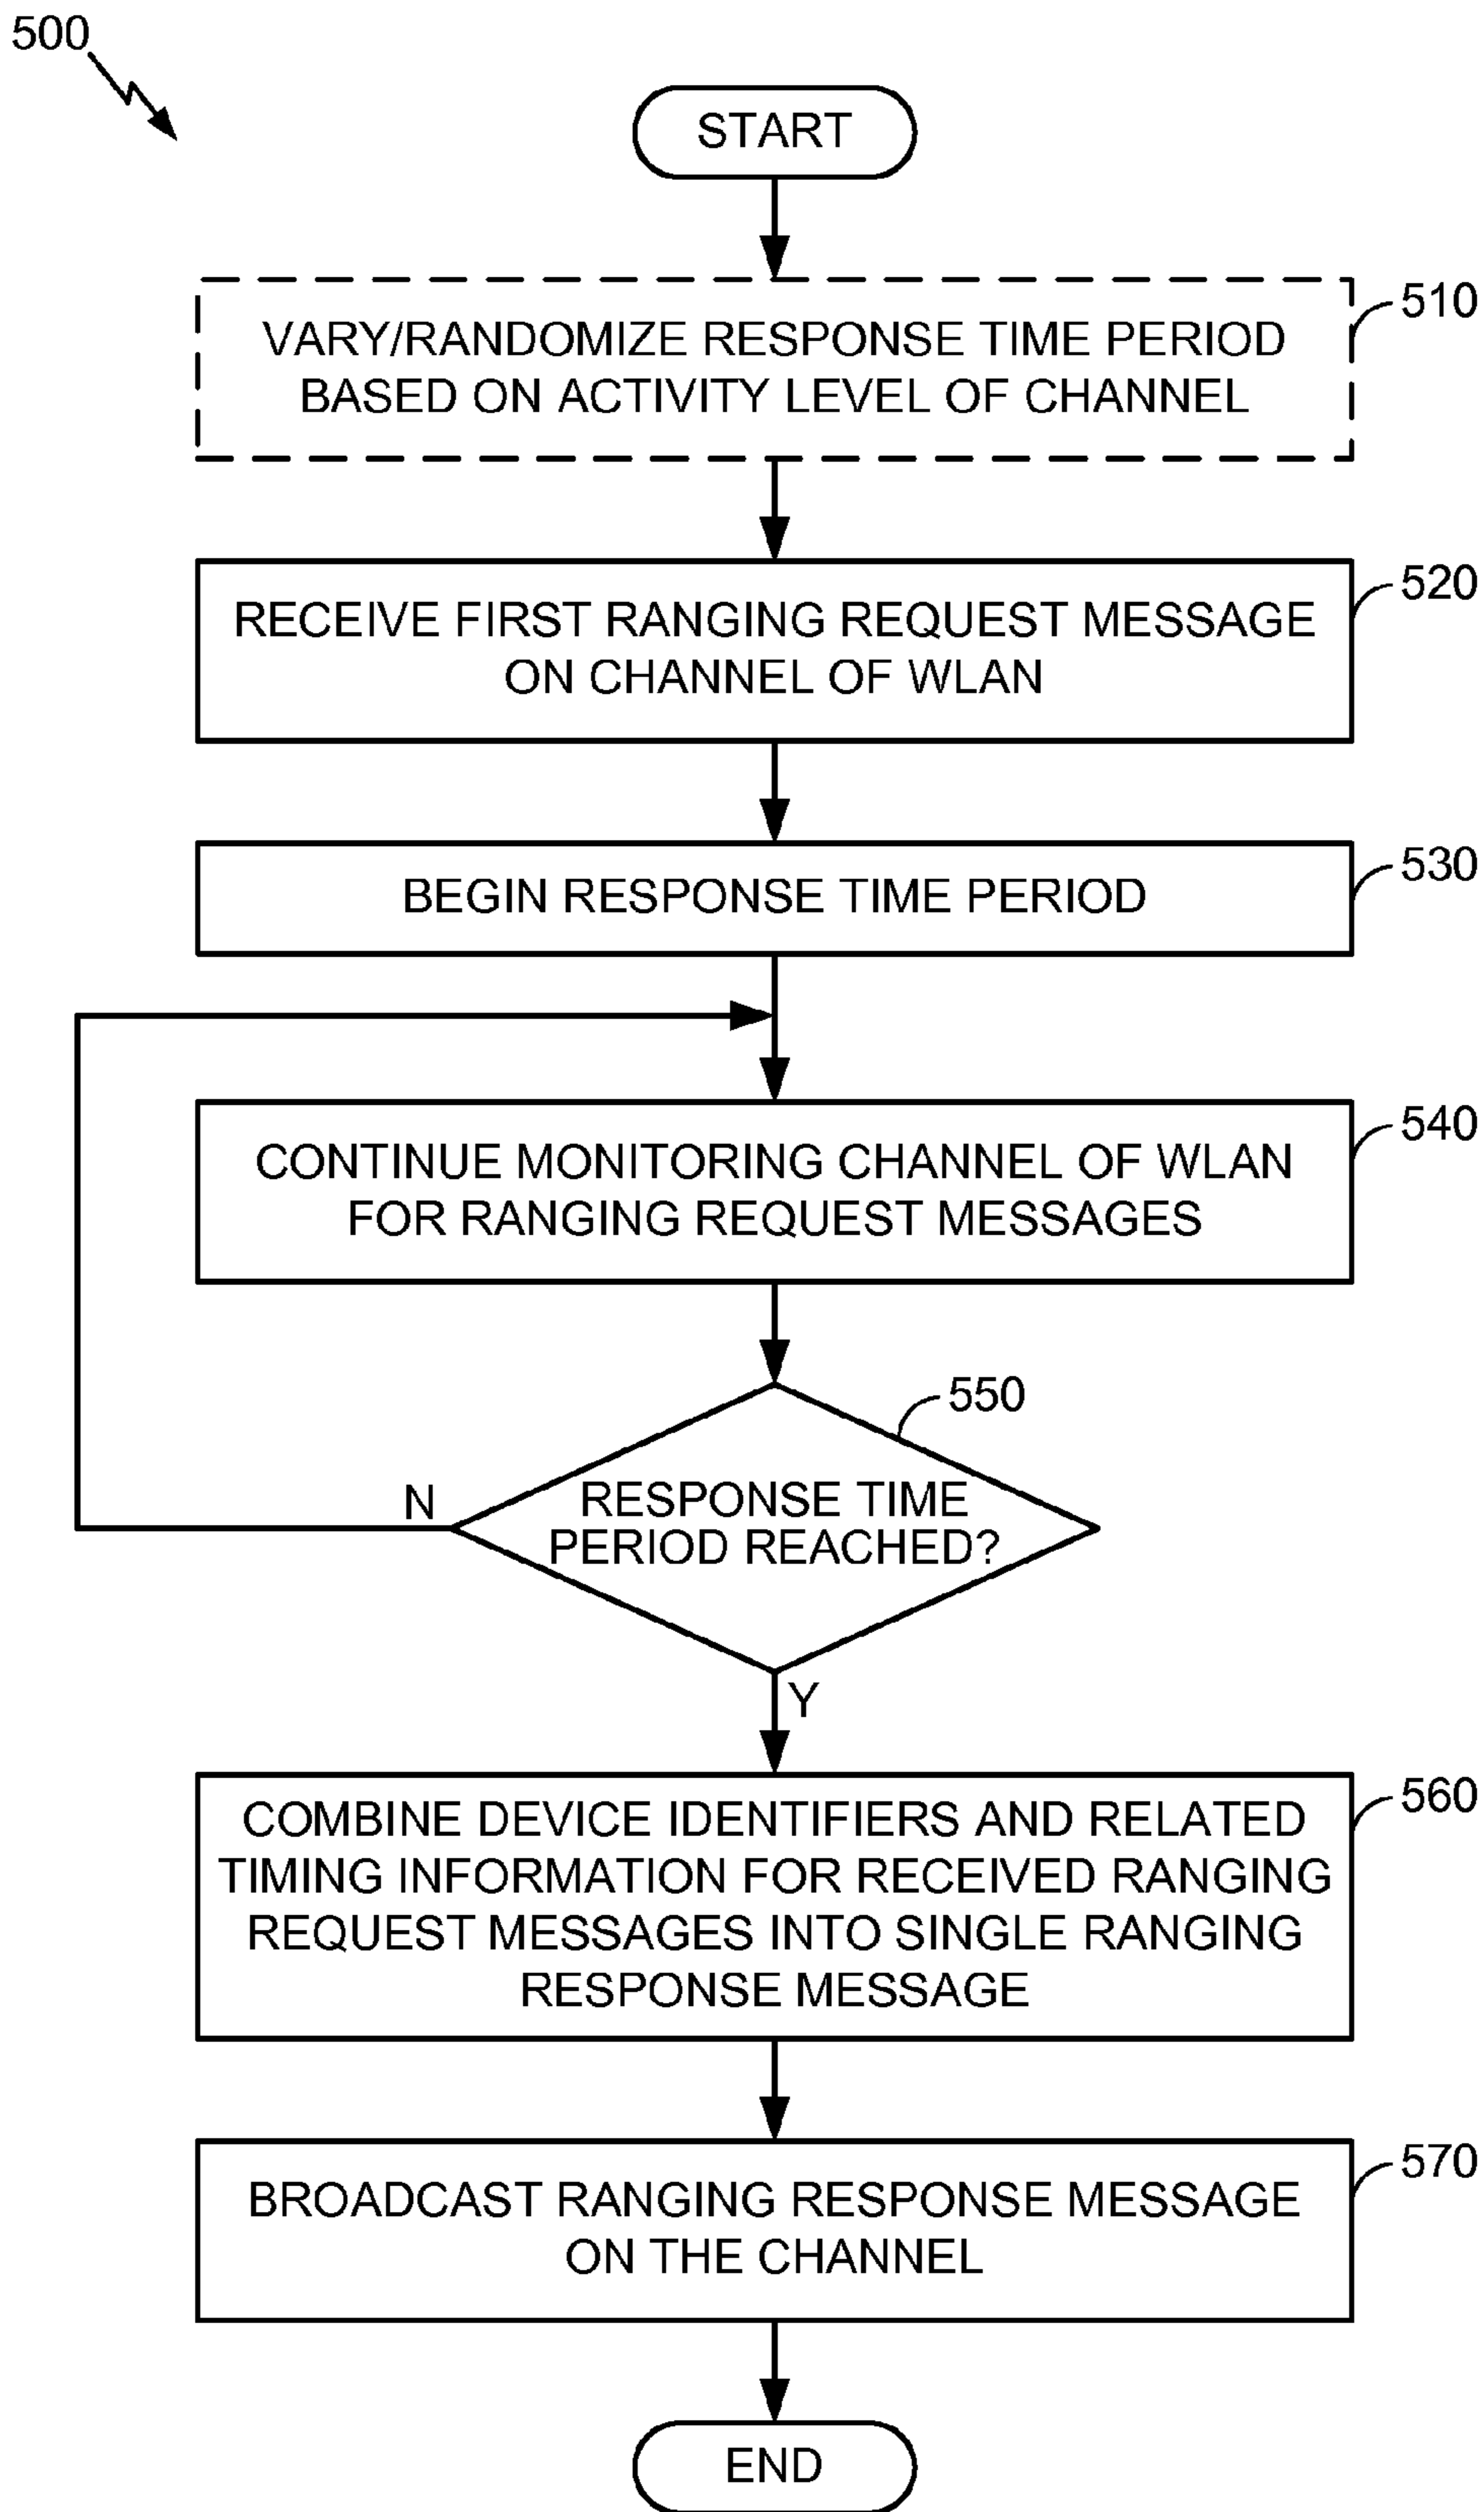 500
START
VARY/RANDOMIZE RESPONSE TIME PERIOD
BASED ON ACTIVITY LEVEL OF CHANNEL
510
RECEIVE FIRST RANGING REQUEST MESSAGE
ON CHANNEL OF WLAN
520
BEGIN RESPONSE TIME PERIOD
530
CONTINUE MONITORING CHANNEL OF WLAN
FOR RANGING REQUEST MESSAGES
540
550
RESPONSE TIME
PERIOD REACHED?
N
Y
COMBINE DEVICE IDENTIFIERS AND RELATED
TIMING INFORMATION FOR RECEIVED RANGING
REQUEST MESSAGES INTO SINGLE RANGING
RESPONSE MESSAGE
560
BROADCAST RANGING RESPONSE MESSAGE
ON THE CHANNEL
570
END